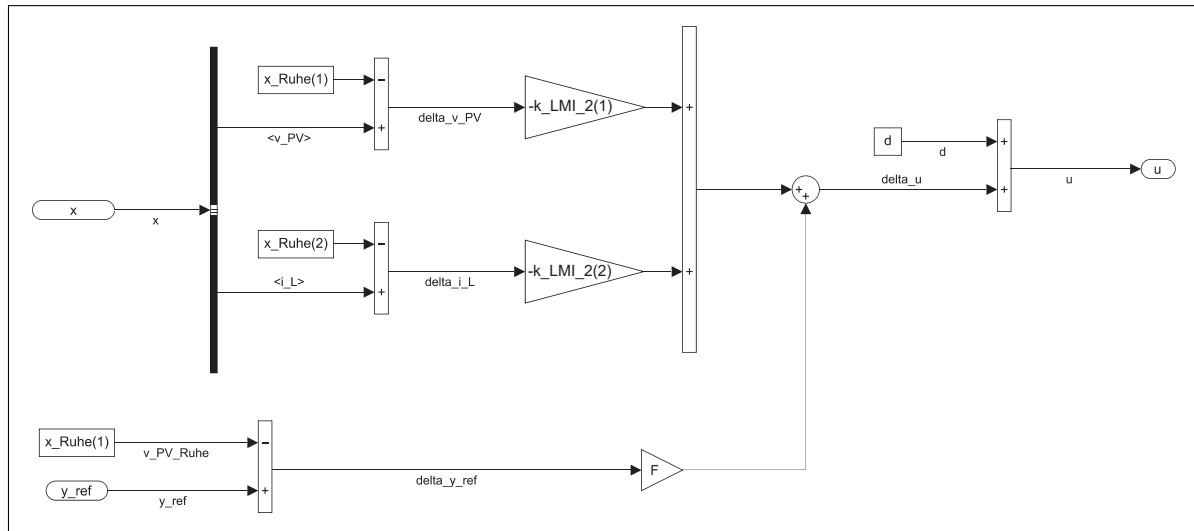 x
x
x_Ruhe(1)
−
<v_PV>
+
delta_v_PV
-k_LMI_2(1)
+
x_Ruhe(2)
−
<i_L>
+
delta_i_L
-k_LMI_2(2)
+
+
+
delta_u
d
d
+
+
u
u
x_Ruhe(1)
v_PV_Ruhe
−
y_ref
y_ref
+
delta_y_ref
F